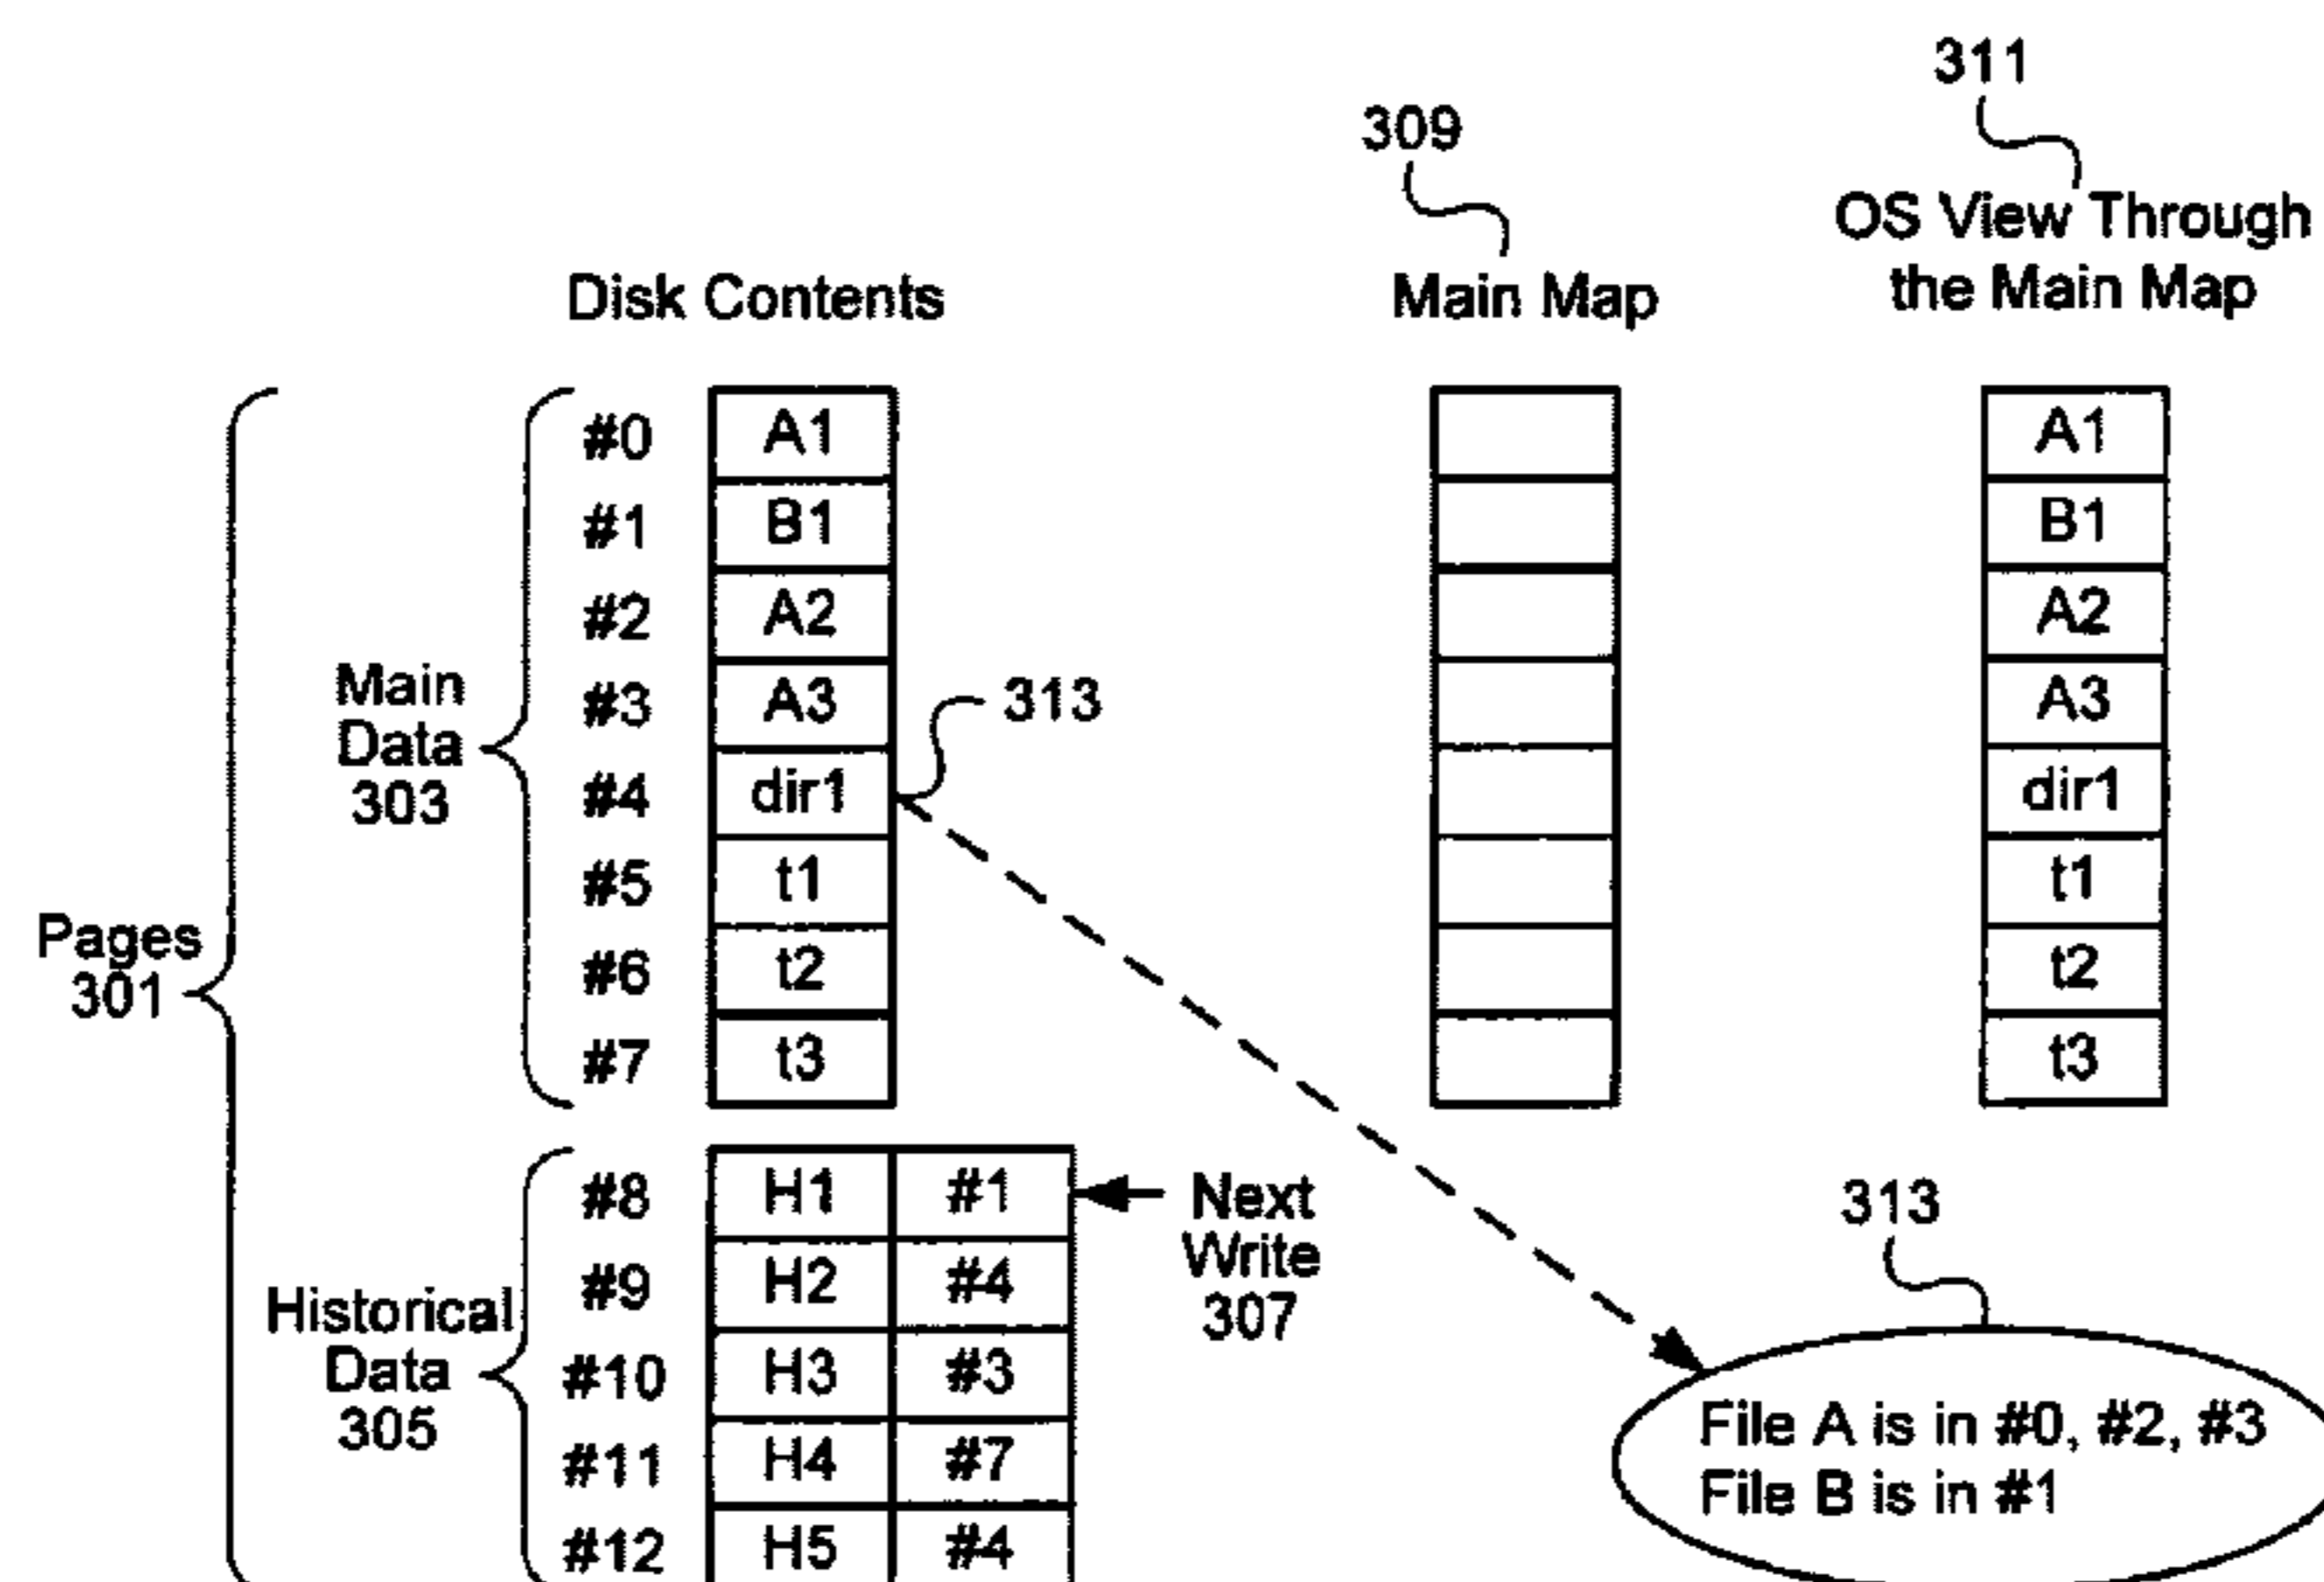 311
309
OS View Through
the Main Map
Disk Contents
Main Map
#0 A1 A1
#1 B1 B1
#2 A2 A2
Main
Data
303
#3 A3 A3
313
#4 dir1 dir1
#5 t1 t1
Pages
301
#6 t2 t2
#7 t3 t3
#8 H1 #1
Next
Write
307
313
#9 H2 #4
Historical
Data
305
#10 H3 #3
#11 H4 #7
#12 H5 #4
File A is in #0, #2, #3
File B is in #1